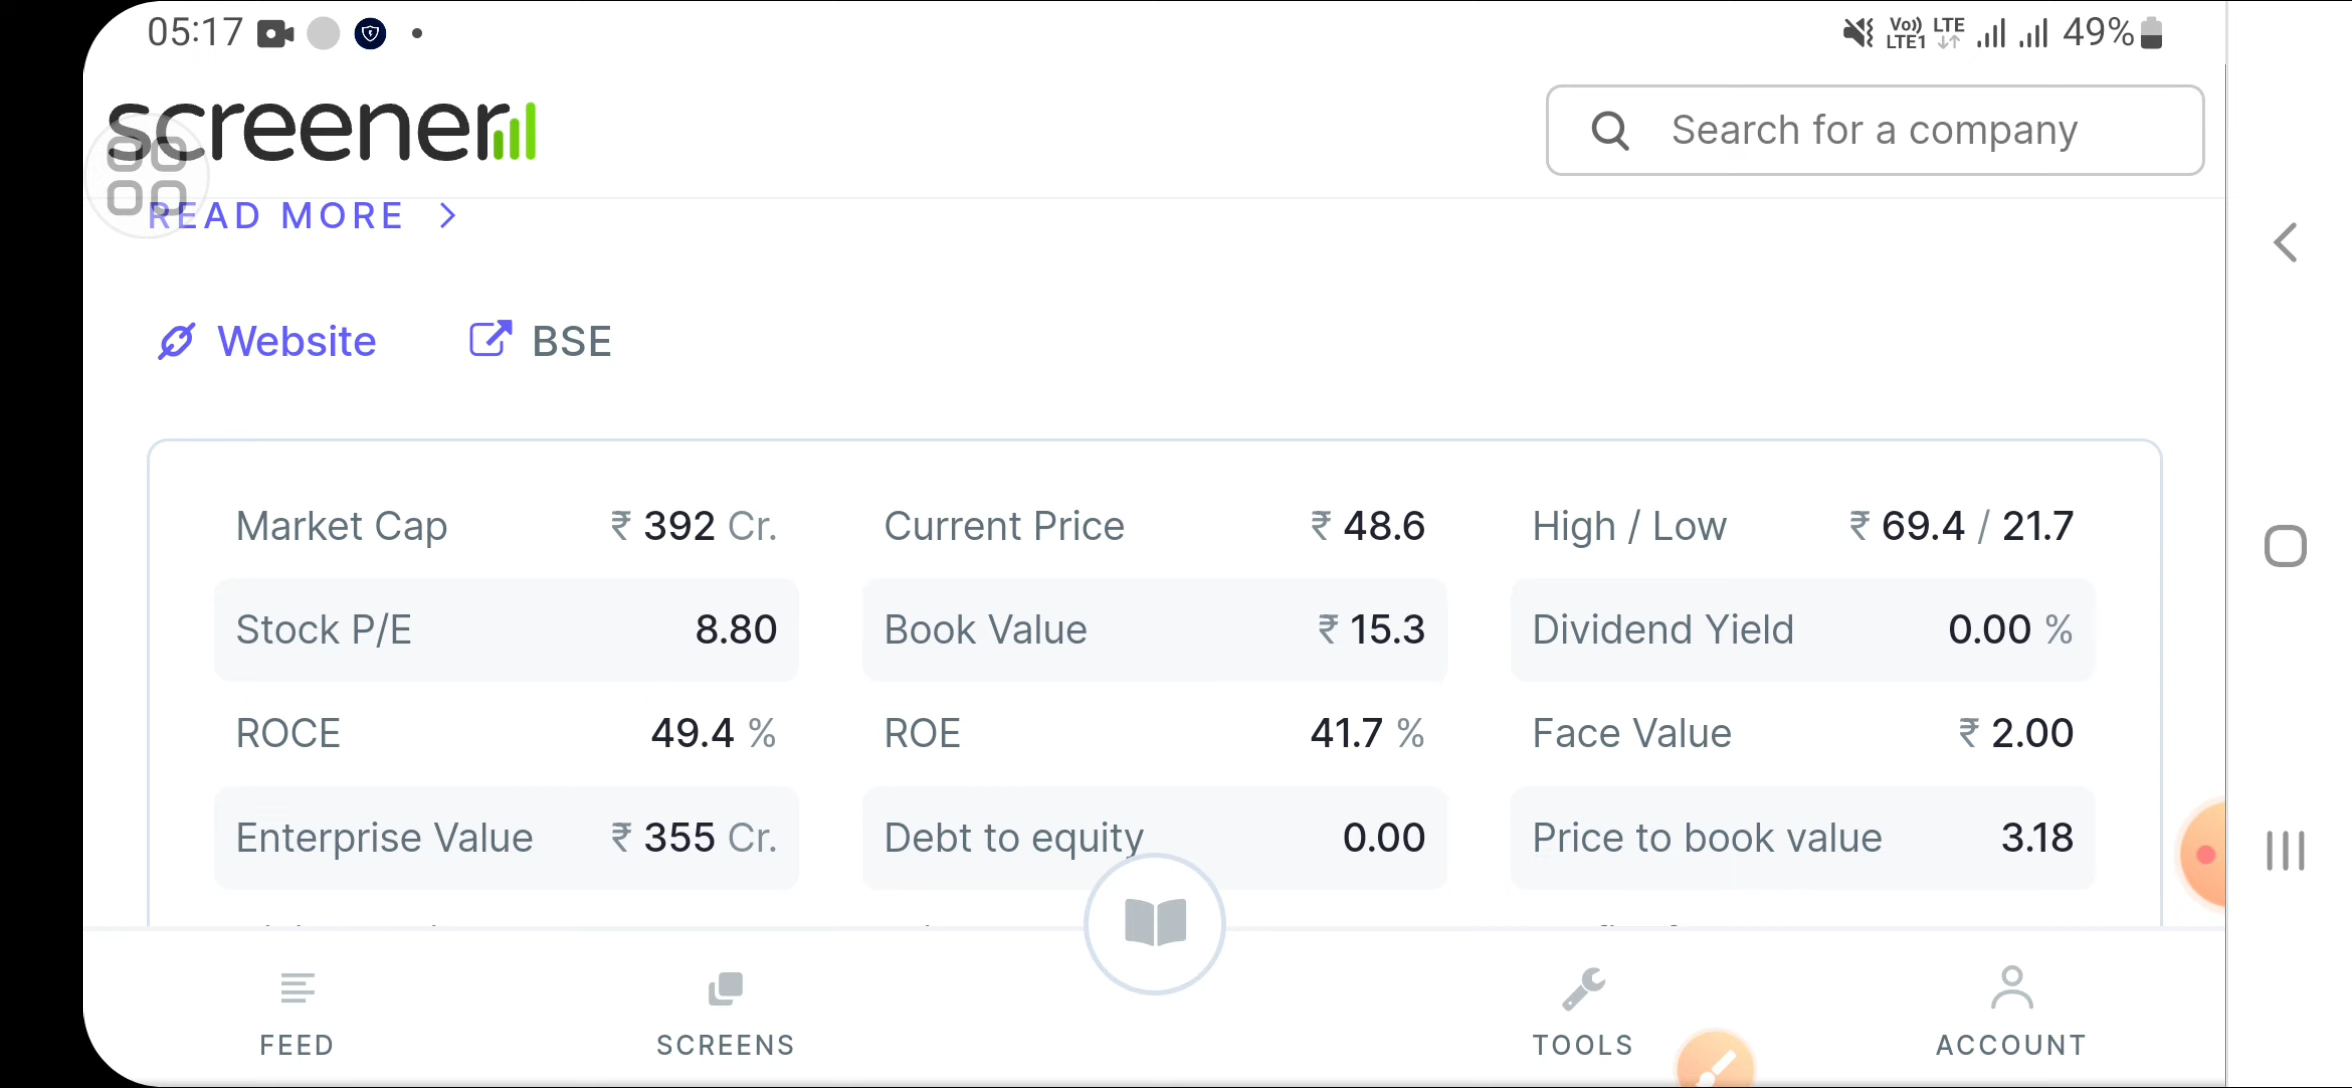 05:17 Vo)) LTE1 LTE 49%
screener
Search for a company
READ MORE
Website BSE
Market Cap ₹ 392 Cr. Current Price ₹ 48.6 High / Low ₹ 69.4 / 21.7
Stock P/E 8.80 Book Value ₹ 15.3 Dividend Yield 0.00 %
ROCE 49.4 % ROE 41.7 % Face Value ₹ 2.00
Enterprise Value ₹ 355 Cr. Debt to equity 0.00 Price to book value 3.18
FEED SCREENS TOOLS ACCOUNT